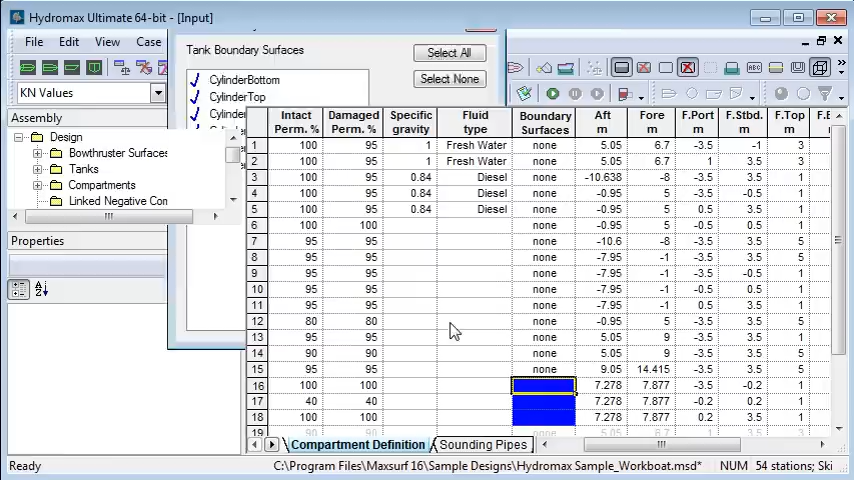 Hydromax Ultimate 64-bit - [Input]
File Edit View Case
KN Values
Assembly
Design
Bowthruster Surfaces
Tanks
Compartments
Linked Negative Com
Properties
Tank Boundary Surfaces
Select All
Select None
CylinderBottom
CylinderTop
Intact Perm. % Damaged Perm. % Specific gravity Fluid type Boundary Surfaces Aft m Fore m F.Port m F.Stbd. m F.Top m
1 100 95 1 Fresh Water none 5.05 6.7 -3.5 -1 3
2 100 95 1 Fresh Water none 5.05 6.7 1 3.5 3
3 100 95 0.84 Diesel none -10.638 -8 -3.5 3.5 3
4 100 95 0.84 Diesel none -0.95 5 -3.5 -0.5 3
5 100 95 0.84 Diesel none -0.95 5 0.5 3.5 3
6 100 100 none -0.95 5 -0.5 0.5 1
7 95 95 none -10.6 -8 -3.5 3.5 5
8 95 95 none -7.95 -1 -3.5 3.5 5
9 95 95 none -7.95 -1 -3.5 -0.5 1
10 95 95 none -7.95 -1 -0.5 0.5 1
11 95 95 none -7.95 -1 0.5 3.5 1
12 80 80 none -0.95 5 -3.5 3.5 5
13 95 95 none 5.05 9 -3.5 3.5 1
14 90 90 none 5.05 9 -3.5 3.5 5
15 95 95 none 9.05 14.415 -3.5 3.5 5
16 100 100 7.278 7.877 -3.5 -0.2 1
17 40 40 7.278 7.877 -0.2 0.2 1
18 100 100 7.278 7.877 0.2 3.5 1
Compartment Definition Sounding Pipes
C:\Program Files\Maxsurf 16\Sample Designs\Hydromax Sample_Workboat.msd* NUM 54 stations; Ski